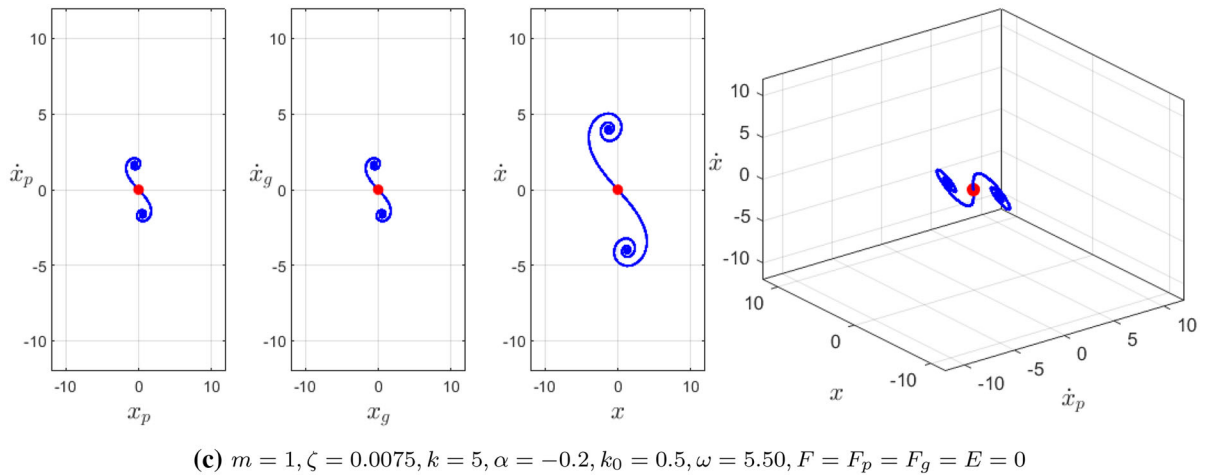 10
5
0
-5
-10
ẋ_p
-10 0 10
x_p
10
5
0
-5
-10
ẋ_g
-10 0 10
x_g
10
5
0
-5
-10
ẋ
-10 0 10
x
10
5
0
-5
-10
ẋ
10
0
-10
x
-10
-5
0
5
10
ẋ_p
(c) m = 1, ζ = 0.0075, k = 5, α = −0.2, k_0 = 0.5, ω = 5.50, F = F_p = F_g = E = 0